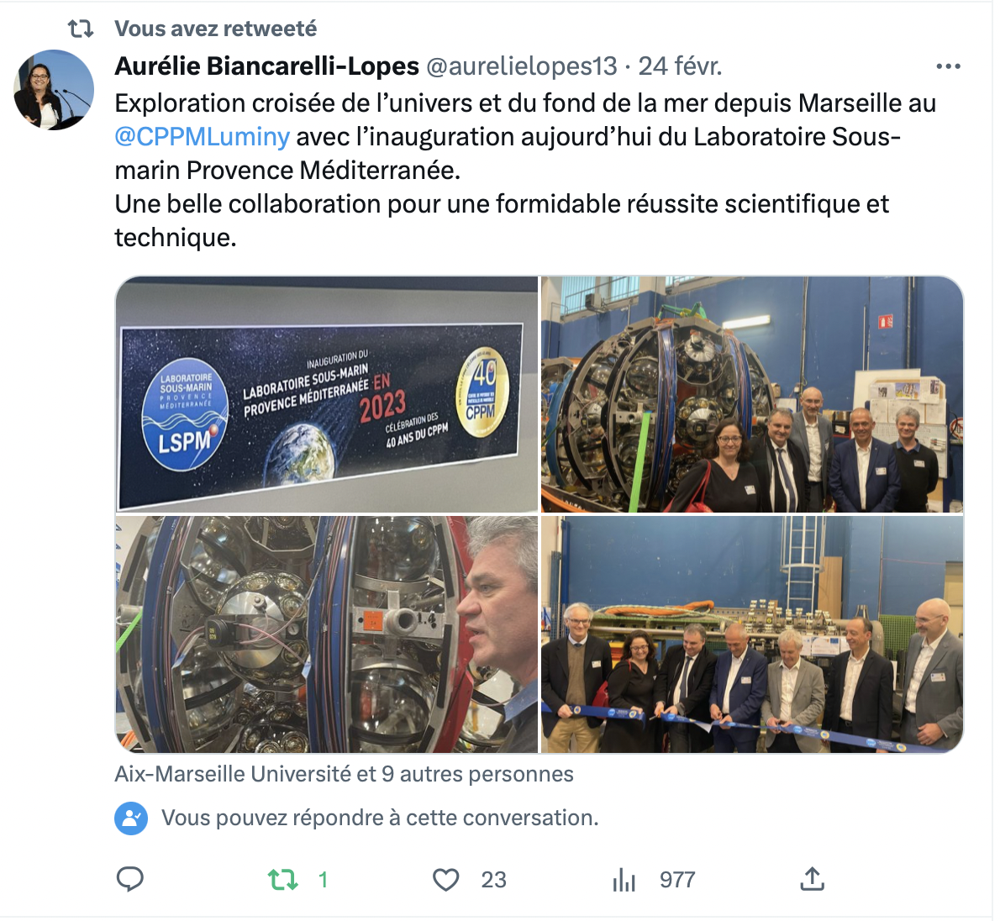 Vous avez retweeté
Aurélie Biancarelli-Lopes @aurelielopes13 · 24 févr.
Exploration croisée de l'univers et du fond de la mer depuis Marseille au
@CPPMLuminy avec l'inauguration aujourd'hui du Laboratoire Sous-
marin Provence Méditerranée.
Une belle collaboration pour une formidable réussite scientifique et
technique.
LABORATOIRE
SOUS-MARIN
PROVENCE
MÉDITERRANÉE
LSPM
INAUGURATION DU
LABORATOIRE SOUS-MARIN
PROVENCE MÉDITERRANÉE EN
2023
CÉLÉBRATION DES
40 ANS DU CPPM
40
CPPM
Aix-Marseille Université et 9 autres personnes
Vous pouvez répondre à cette conversation.
1 23 977